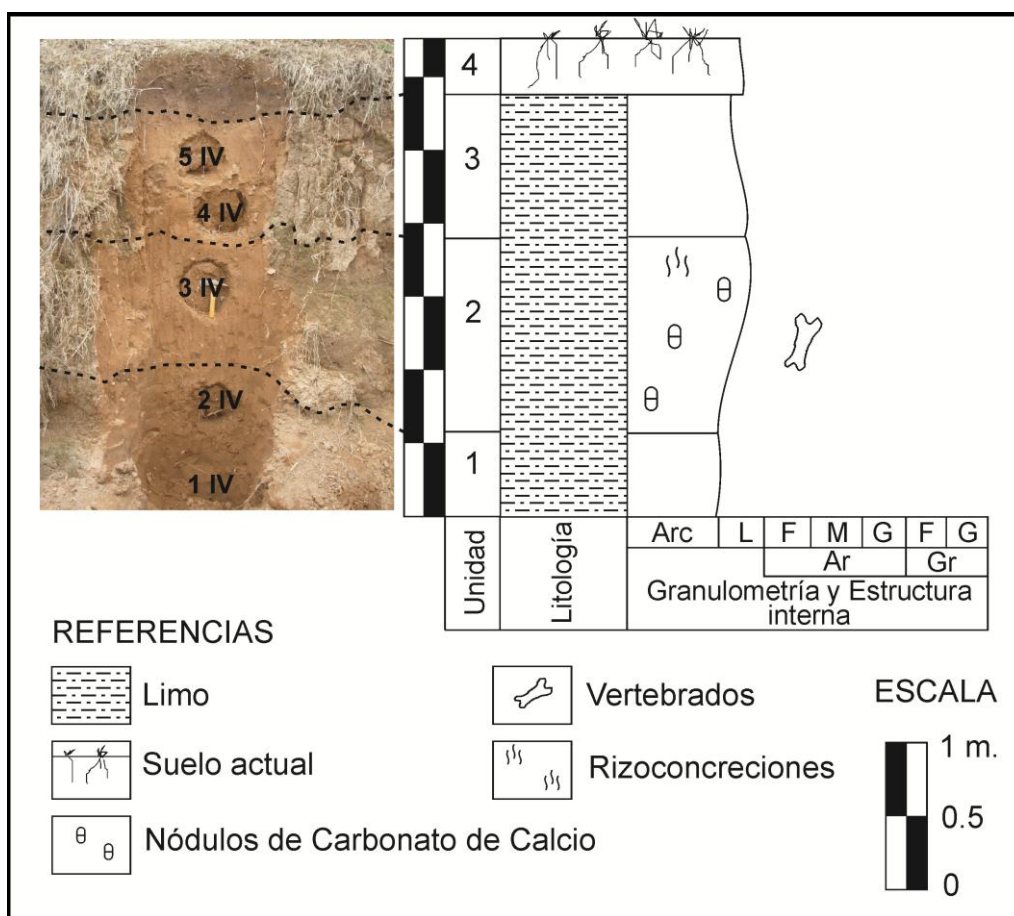 5 IV
4 IV
3 IV
2 IV
1 IV
4
3
2
1
Unidad
Litología
Arc L F M G F G
Ar Gr
Granulometría y Estructura
interna
REFERENCIAS
Limo
Suelo actual
Nódulos de Carbonato de Calcio
Vertebrados
Rizoconcreciones
ESCALA
1 m.
0.5
0